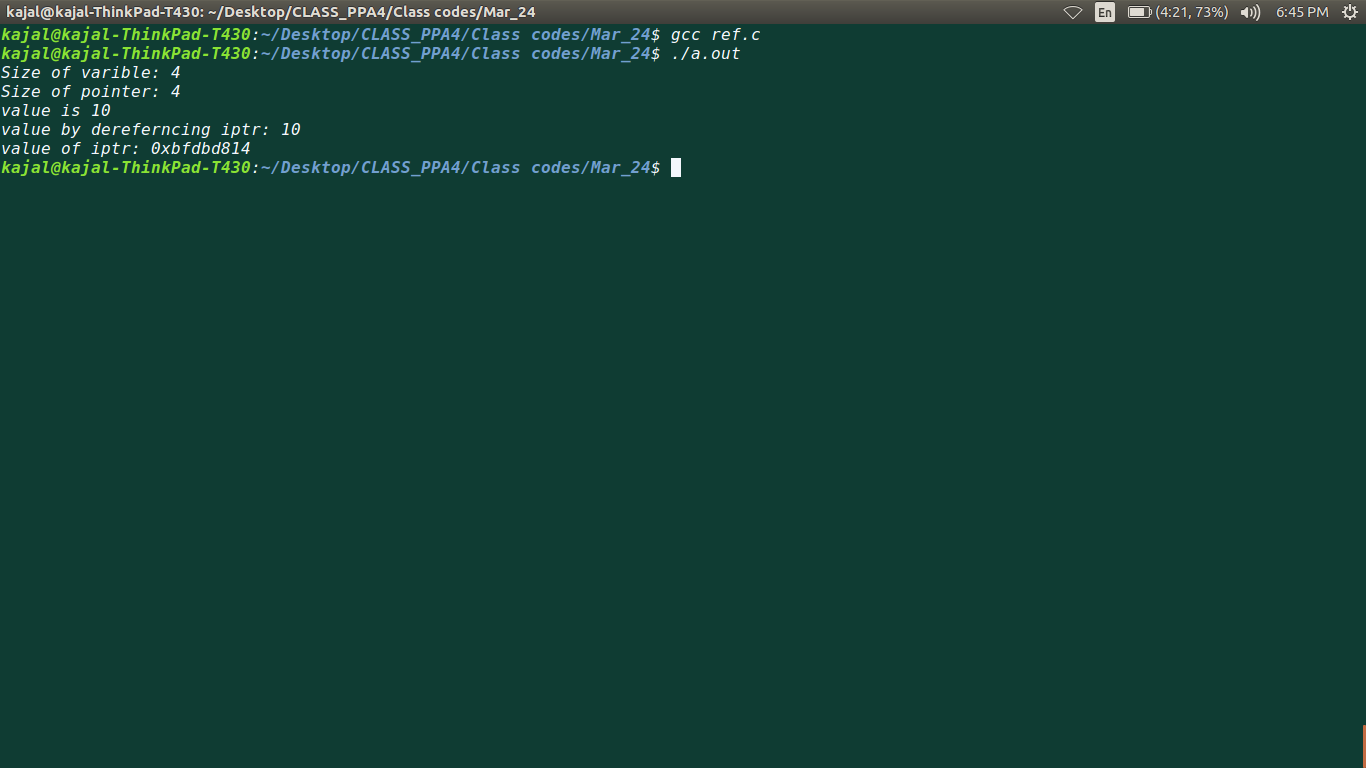 kajal@kajal-ThinkPad-T430: ~/Desktop/CLASS_PPA4/Class codes/Mar_24 En (4:21, 73%) 6:45 PM
kajal@kajal-ThinkPad-T430:~/Desktop/CLASS_PPA4/Class codes/Mar_24$ gcc ref.c
kajal@kajal-ThinkPad-T430:~/Desktop/CLASS_PPA4/Class codes/Mar_24$ ./a.out
Size of varible: 4
Size of pointer: 4
value is 10
value by dereferncing iptr: 10
value of iptr: 0xbfdbd814
kajal@kajal-ThinkPad-T430:~/Desktop/CLASS_PPA4/Class codes/Mar_24$